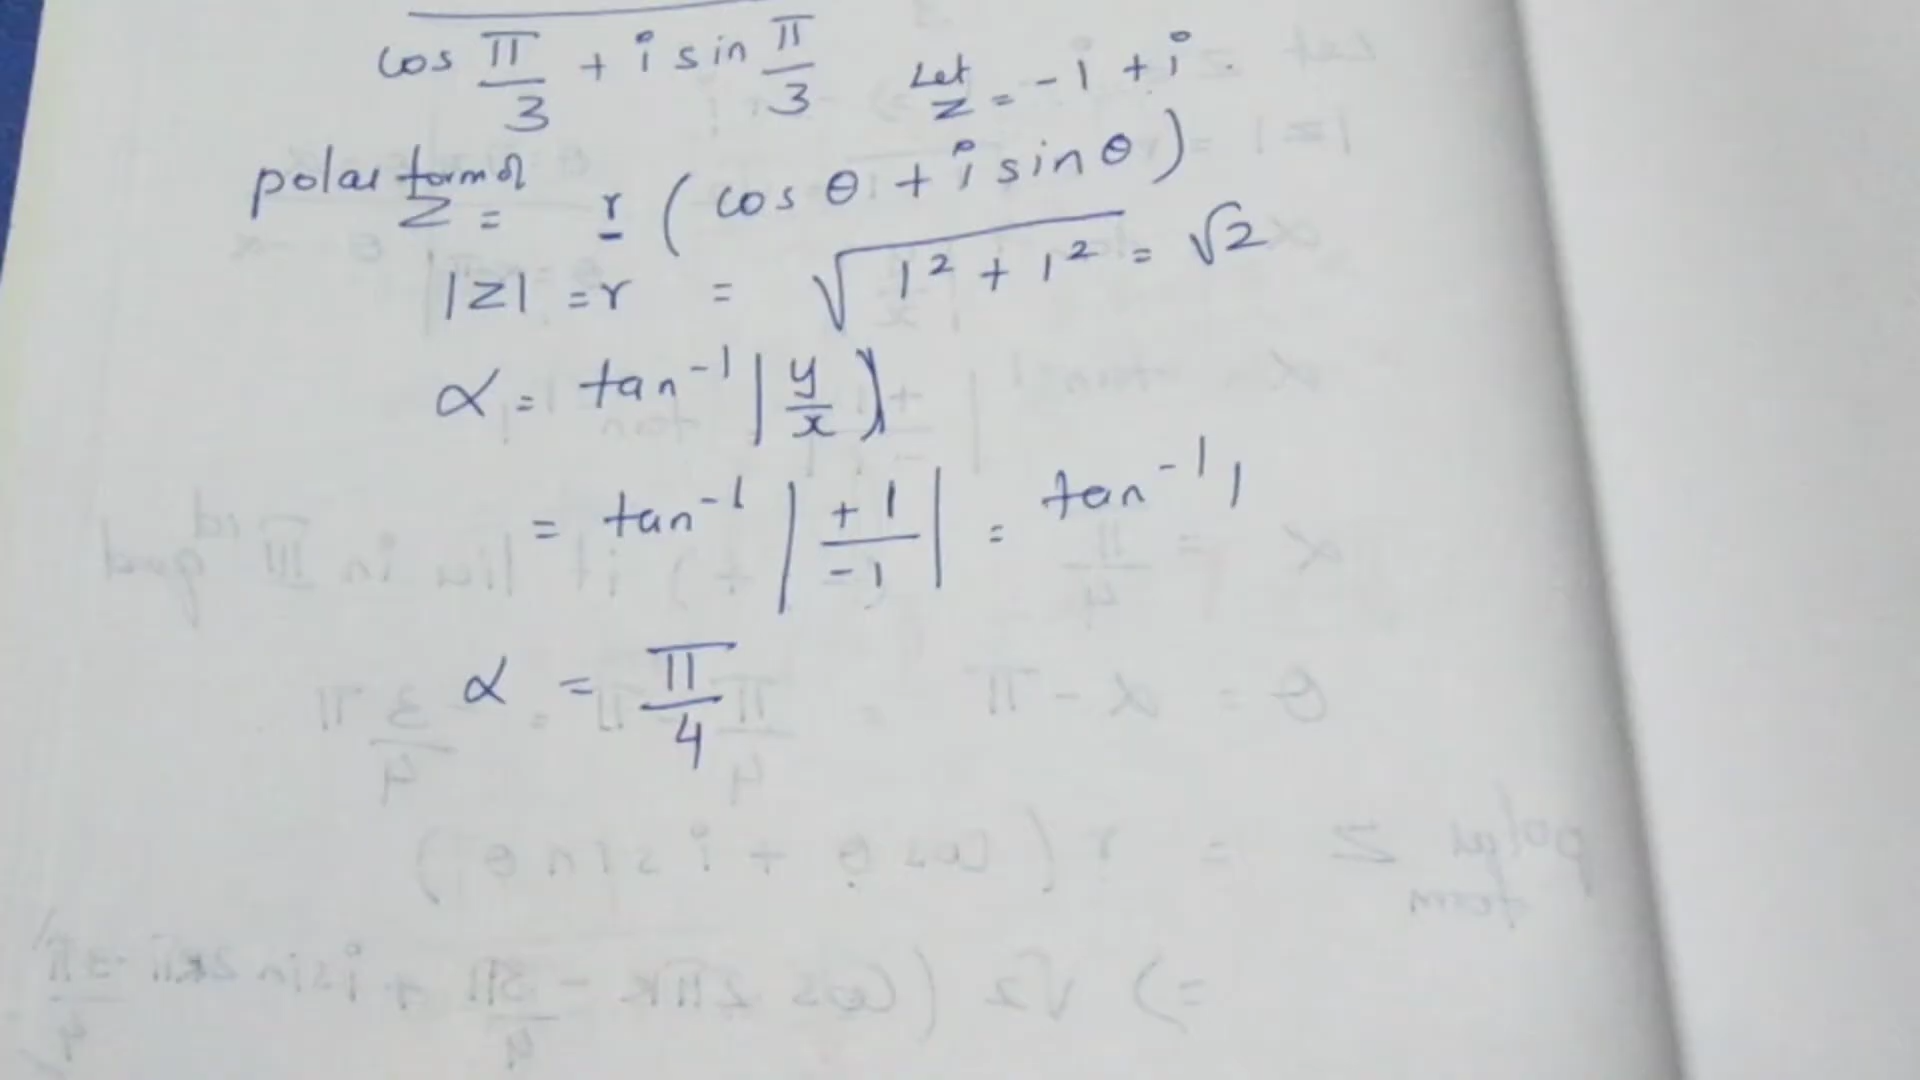 cos π/3 + i sin π/3
Let z = -1 + i.
polar form of z = r ( cos θ + i sin θ )
|z| = r = √(1² + 1²) = √2
α = tan⁻¹ | y/x |
= tan⁻¹ | +1/-1 | = tan⁻¹ 1
α = π/4